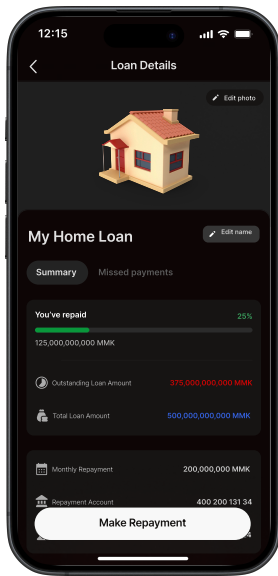 12:15
Loan Details
Edit photo
My Home Loan
Edit name
Summary Missed payments
You've repaid 25%
125,000,000,000 MMK
Outstanding Loan Amount 375,000,000,000 MMK
Total Loan Amount 500,000,000,000 MMK
Monthly Repayment 200,000,000 MMK
Repayment Account 400 200 131 34
Make Repayment